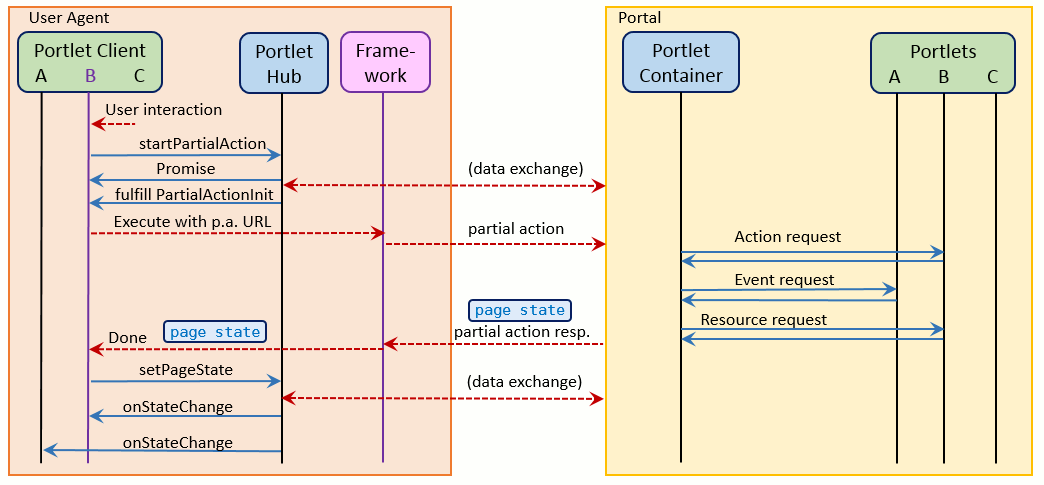 User Agent
Portal
Portlet Client
A B C
Portlet
Hub
Frame-
work
Portlet
Container
Portlets
A B C
User interaction
startPartialAction
Promise
(data exchange)
fulfill PartialActionInit
Execute with p.a. URL
partial action
Action request
Event request
page state
Resource request
page state
partial action resp.
Done
setPageState
(data exchange)
onStateChange
onStateChange